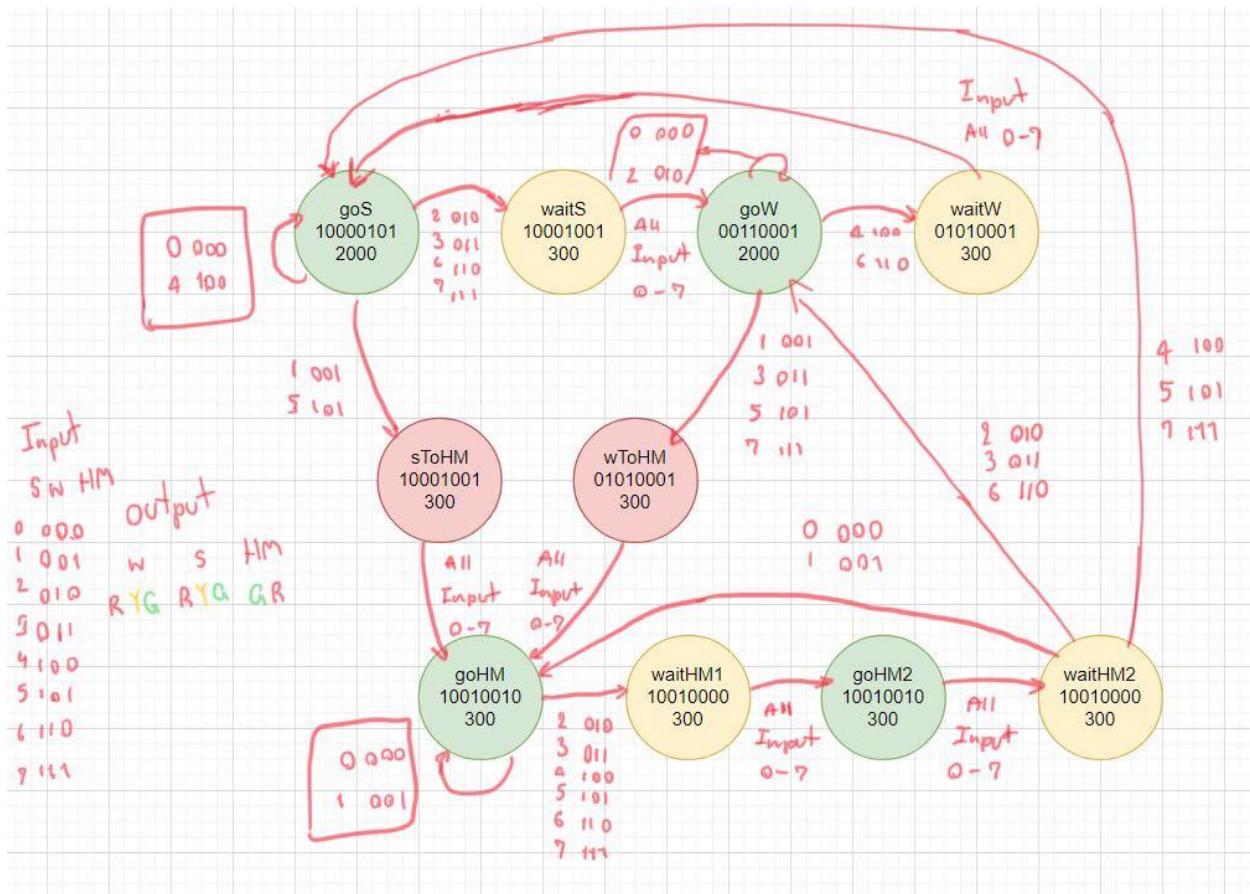 Input
All 0-7
0 000
2 010
goS
10000101
2000
waitS
10001001
300
goW
00110001
2000
waitW
01010001
300
0 000
4 100
2 010
3 011
6 110
7 111
All
Input
0-7
4 100
6 110
1 001
5 101
1 001
3 011
5 101
7 111
4 100
5 101
7 111
2 010
3 011
6 110
sToHM
10001001
300
wToHM
01010001
300
Input
S W HM
0 000
1 001
2 010
3 011
4 100
5 101
6 110
7 111
Output
W S HM
RYG RYG GR
0 000
1 001
All
Input
0-7
All
Input
0-7
goHM
10010010
300
waitHM1
10010000
300
goHM2
10010010
300
waitHM2
10010000
300
0 000
1 001
2 010
3 011
4 100
5 101
6 110
7 111
All
Input
0-7
All
Input
0-7